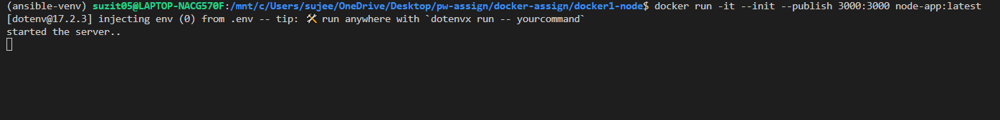 (ansible-venv) suzit05@LAPTOP-NACG570F:/mnt/c/Users/sujee/OneDrive/Desktop/pw-assign/docker-assign/docker1-node$ docker run -it --init --publish 3000:3000 node-app:latest
[dotenv@17.2.3] injecting env (0) from .env -- tip: 🛠️ run anywhere with `dotenvx run -- yourcommand`
started the server..